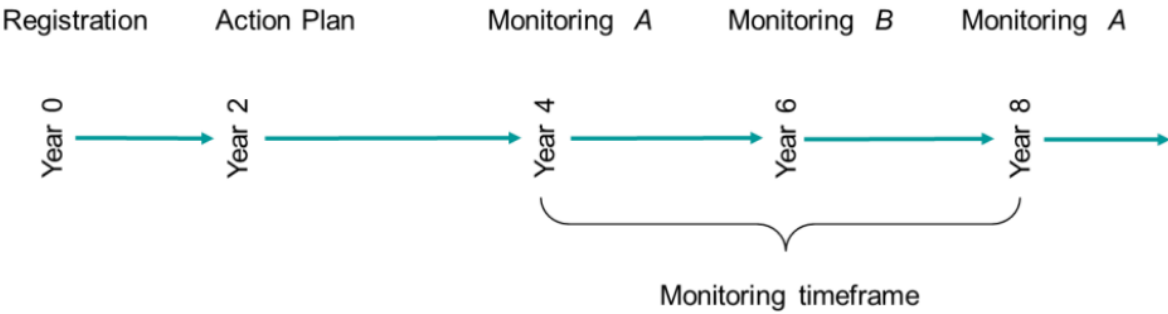 Registration Action Plan Monitoring A Monitoring B Monitoring A
Year 0 Year 2 Year 4 Year 6 Year 8
Monitoring timeframe